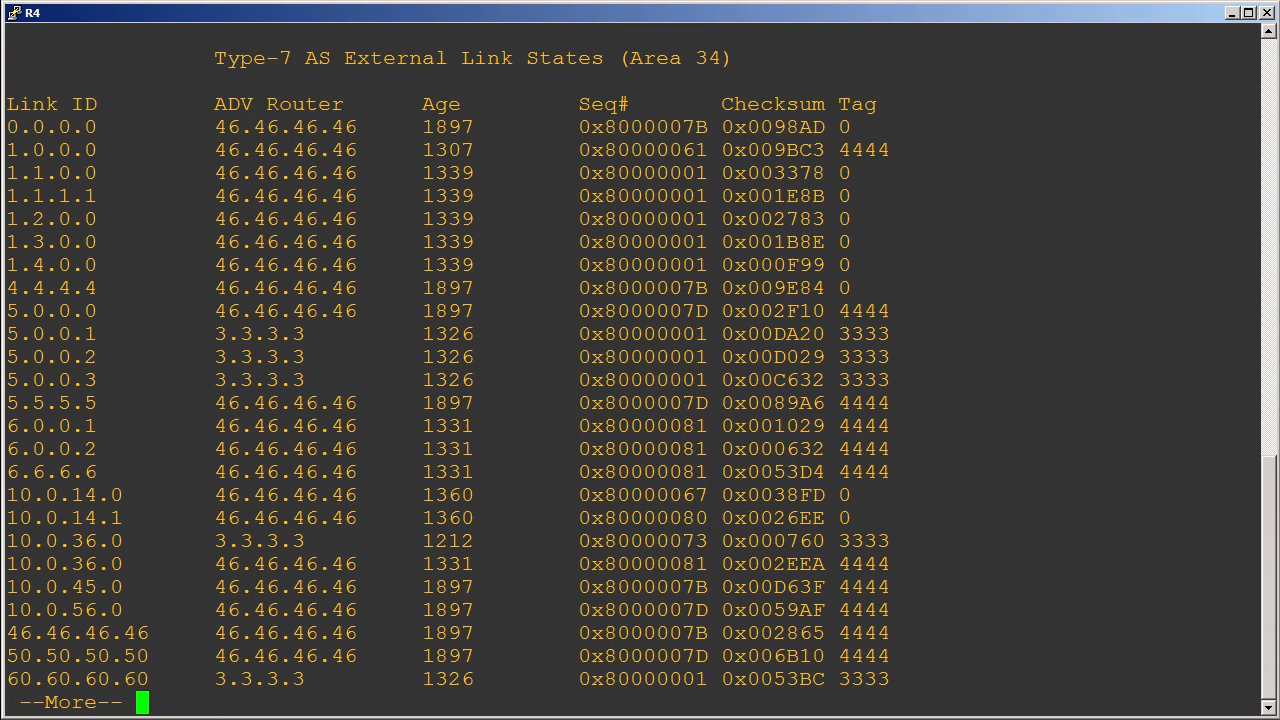 R4
Type-7 AS External Link States (Area 34)
Link ID ADV Router Age Seq# Checksum Tag
0.0.0.0 46.46.46.46 1897 0x8000007B 0x0098AD 0
1.0.0.0 46.46.46.46 1307 0x80000061 0x009BC3 4444
1.1.0.0 46.46.46.46 1339 0x80000001 0x003378 0
1.1.1.1 46.46.46.46 1339 0x80000001 0x001E8B 0
1.2.0.0 46.46.46.46 1339 0x80000001 0x002783 0
1.3.0.0 46.46.46.46 1339 0x80000001 0x001B8E 0
1.4.0.0 46.46.46.46 1339 0x80000001 0x000F99 0
4.4.4.4 46.46.46.46 1897 0x8000007B 0x009E84 0
5.0.0.0 46.46.46.46 1897 0x8000007D 0x002F10 4444
5.0.0.1 3.3.3.3 1326 0x80000001 0x00DA20 3333
5.0.0.2 3.3.3.3 1326 0x80000001 0x00D029 3333
5.0.0.3 3.3.3.3 1326 0x80000001 0x00C632 3333
5.5.5.5 46.46.46.46 1897 0x8000007D 0x0089A6 4444
6.0.0.1 46.46.46.46 1331 0x80000081 0x001029 4444
6.0.0.2 46.46.46.46 1331 0x80000081 0x000632 4444
6.6.6.6 46.46.46.46 1331 0x80000081 0x0053D4 4444
10.0.14.0 46.46.46.46 1360 0x80000067 0x0038FD 0
10.0.14.1 46.46.46.46 1360 0x80000080 0x0026EE 0
10.0.36.0 3.3.3.3 1212 0x80000073 0x000760 3333
10.0.36.0 46.46.46.46 1331 0x80000081 0x002EEA 4444
10.0.45.0 46.46.46.46 1897 0x8000007B 0x00D63F 4444
10.0.56.0 46.46.46.46 1897 0x8000007D 0x0059AF 4444
46.46.46.46 46.46.46.46 1897 0x8000007B 0x002865 4444
50.50.50.50 46.46.46.46 1897 0x8000007D 0x006B10 4444
60.60.60.60 3.3.3.3 1326 0x80000001 0x0053BC 3333
--More--